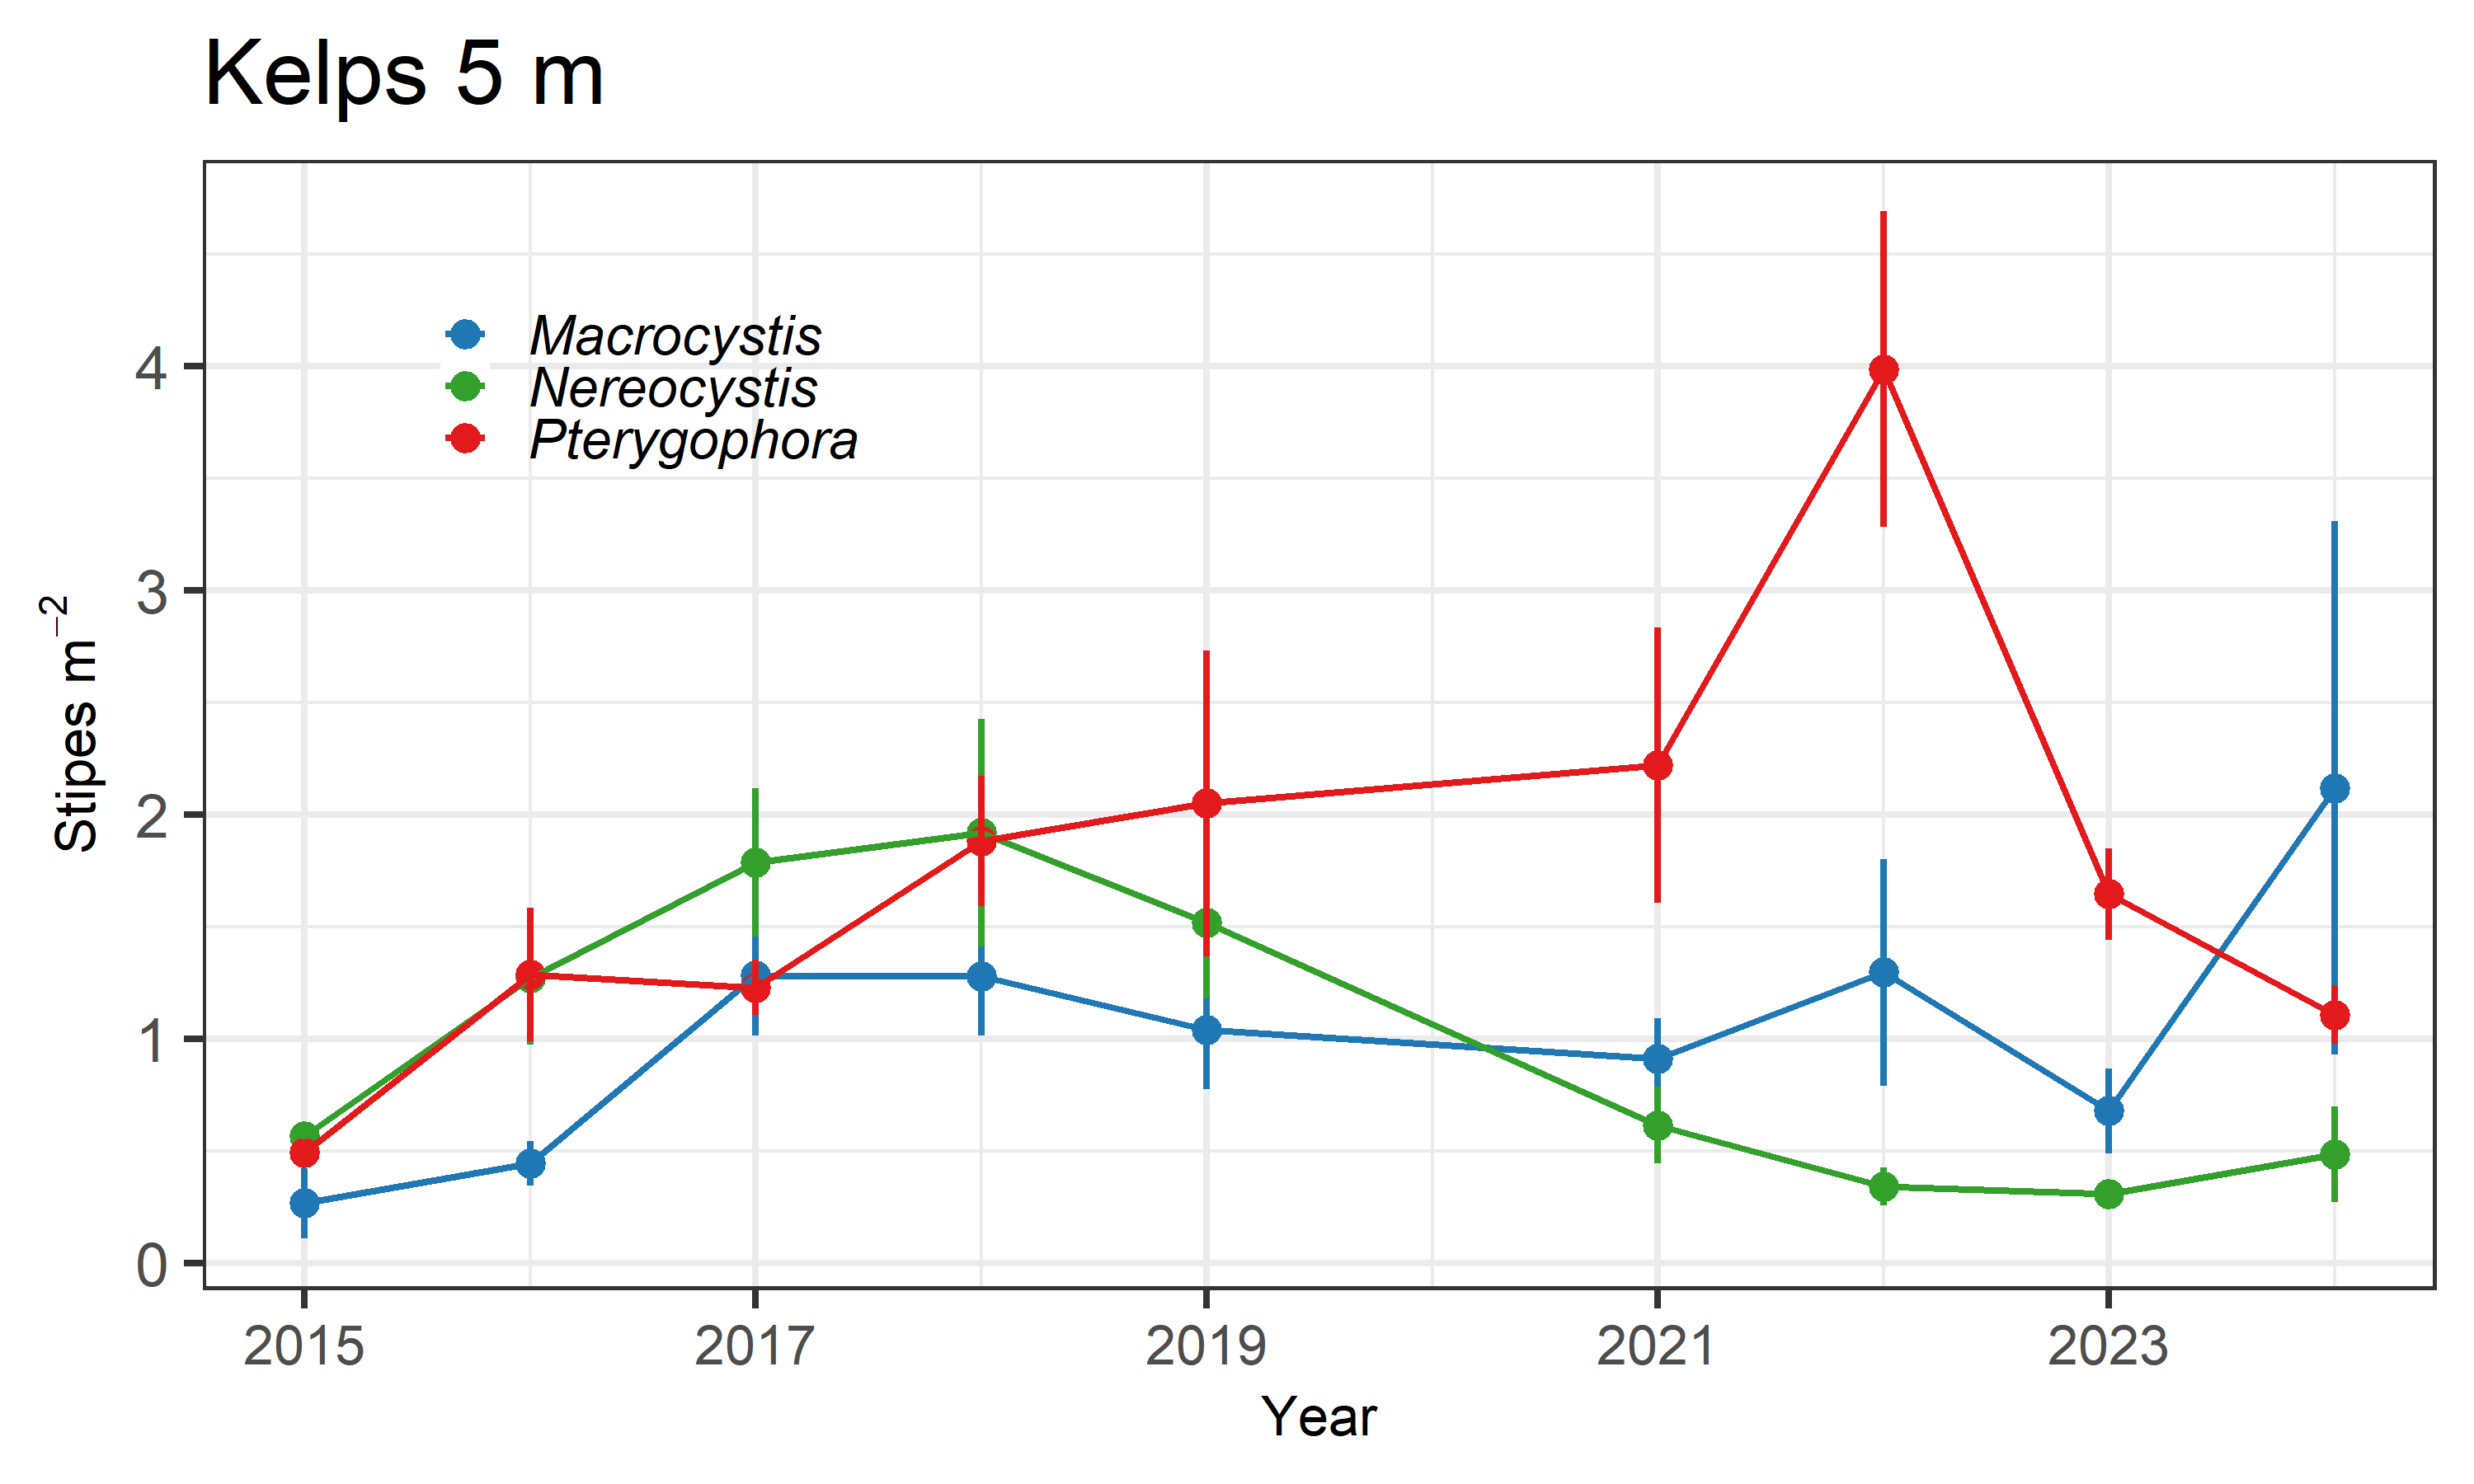 Kelps 5 m
Macrocystis
Nereocystis
Pterygophora
4
3
2
1
0
Stipes m⁻²
2015 2017 2019 2021 2023
Year